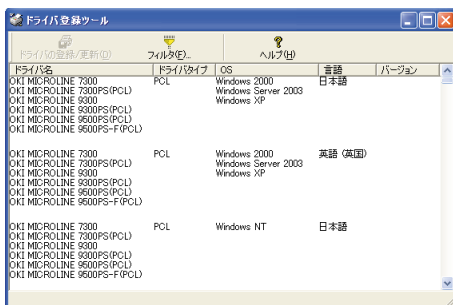 ドライバ登録ツール
ドライバの登録/更新(D)
フィルタ(F)...
ヘルプ(H)
ドライバ名 ドライバタイプ OS 言語 バージョン
OKI MICROLINE 7300 PCL Windows 2000 日本語
OKI MICROLINE 7300PS(PCL) Windows Server 2003
OKI MICROLINE 9300 Windows XP
OKI MICROLINE 9300PS(PCL)
OKI MICROLINE 9500PS(PCL)
OKI MICROLINE 9500PS-F(PCL)
OKI MICROLINE 7300 PCL Windows 2000 英語 (英国)
OKI MICROLINE 7300PS(PCL) Windows Server 2003
OKI MICROLINE 9300 Windows XP
OKI MICROLINE 9300PS(PCL)
OKI MICROLINE 9500PS(PCL)
OKI MICROLINE 9500PS-F(PCL)
OKI MICROLINE 7300 PCL Windows NT 日本語
OKI MICROLINE 7300PS(PCL)
OKI MICROLINE 9300
OKI MICROLINE 9300PS(PCL)
OKI MICROLINE 9500PS(PCL)
OKI MICROLINE 9500PS-F(PCL)